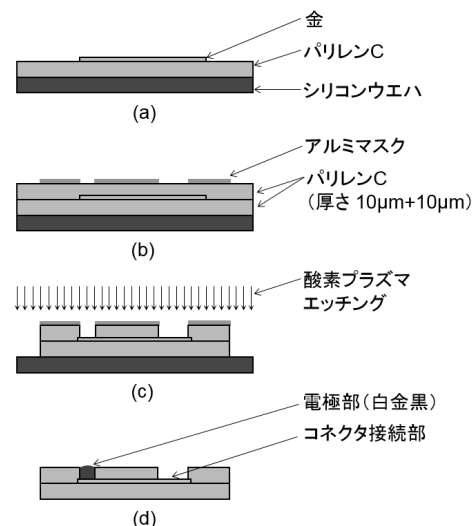 金
パリレンC
シリコンウエハ
(a)
アルミマスク
パリレンC
(厚さ 10μm+10μm)
(b)
酸素プラズマ
エッチング
(c)
電極部(白金黒)
コネクタ接続部
(d)